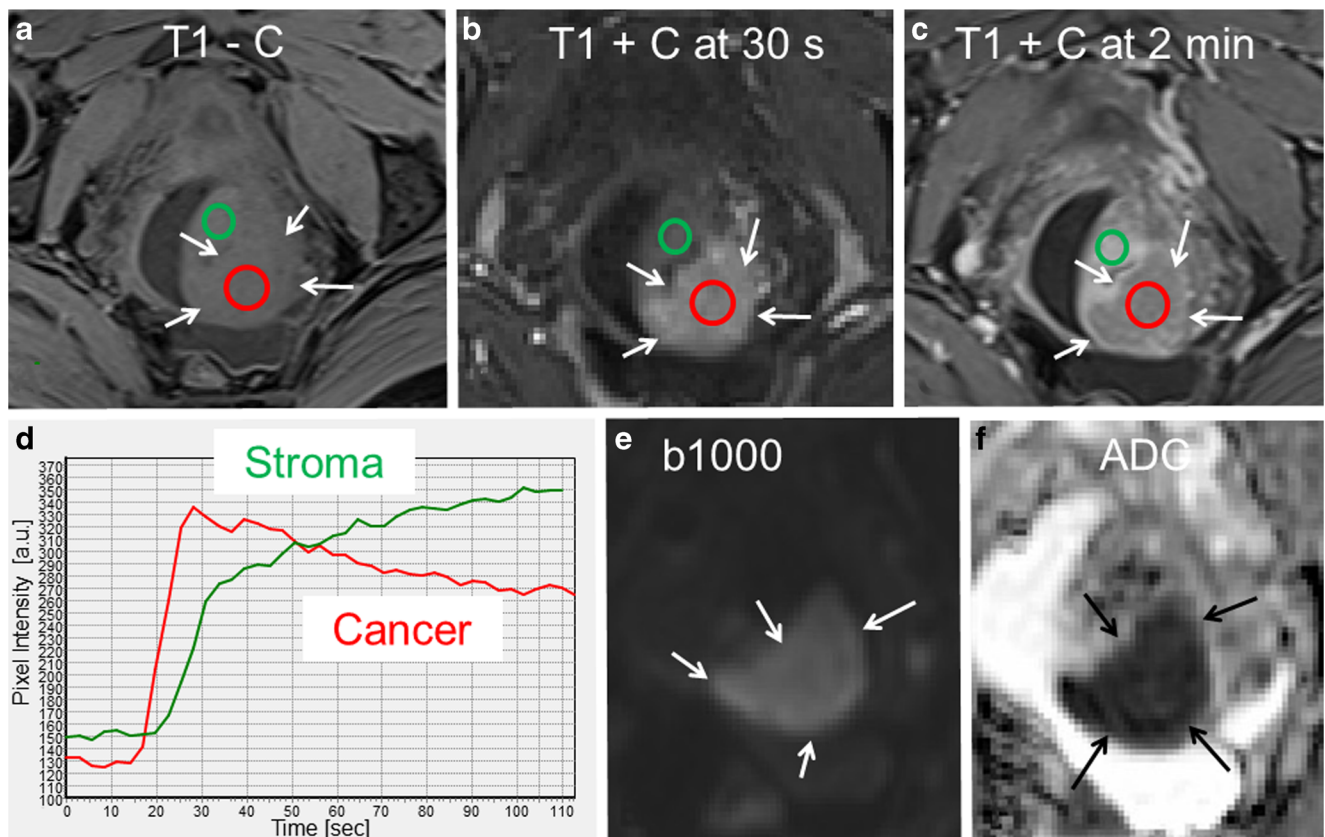 a
T1 - C
b
T1 + C at 30 s
c
T1 + C at 2 min
d
Stroma
Cancer
Pixel Intensity [a.u.]
370
360
350
340
330
320
310
300
290
280
270
260
250
240
230
220
210
200
190
180
170
160
150
140
130
120
110
100
0 10 20 30 40 50 60 70 80 90 100 110
Time [sec]
e
b1000
f
ADC